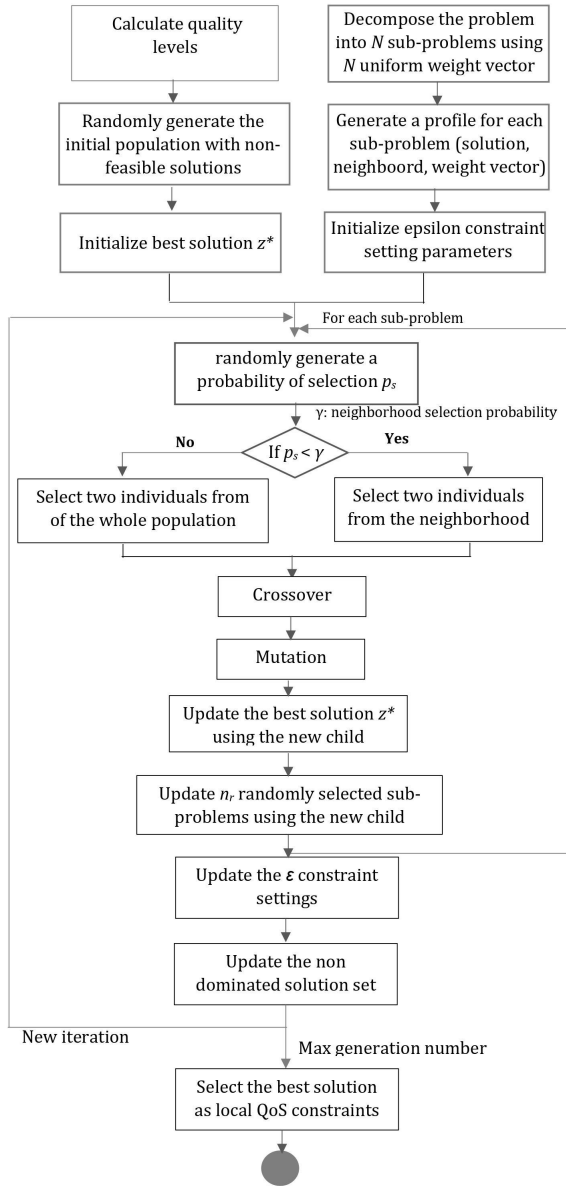 Calculate quality
levels
Decompose the problem
into N sub-problems using
N uniform weight vector
Randomly generate the
initial population with non-
feasible solutions
Generate a profile for each
sub-problem (solution,
neighboord, weight vector)
Initialize best solution z*
Initialize epsilon constraint
setting parameters
For each sub-problem
randomly generate a
probability of selection pₛ
γ: neighborhood selection probability
No
If pₛ < γ
Yes
Select two individuals from
of the whole population
Select two individuals
from the neighborhood
Crossover
Mutation
Update the best solution z*
using the new child
Update nᵣ randomly selected sub-
problems using the new child
Update the ε constraint
settings
Update the non
dominated solution set
New iteration
Max generation number
Select the best solution
as local QoS constraints